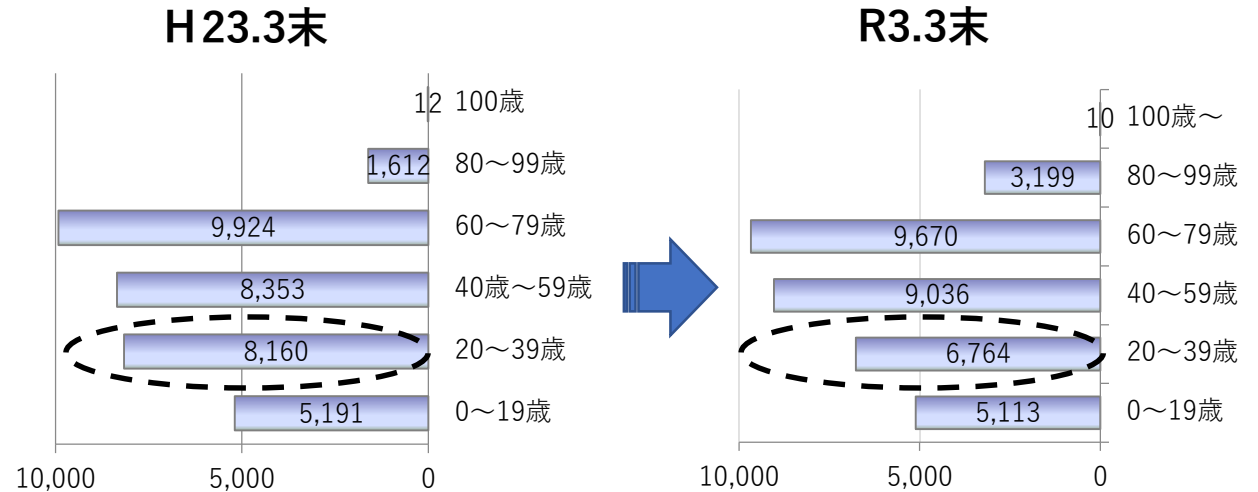 H23.3末
12 100歳
1,612 80～99歳
9,924 60～79歳
8,353 40歳～59歳
8,160 20～39歳
5,191 0～19歳
10,000 5,000 0
R3.3末
10 100歳～
3,199 80～99歳
9,670 60～79歳
9,036 40～59歳
6,764 20～39歳
5,113 0～19歳
10,000 5,000 0